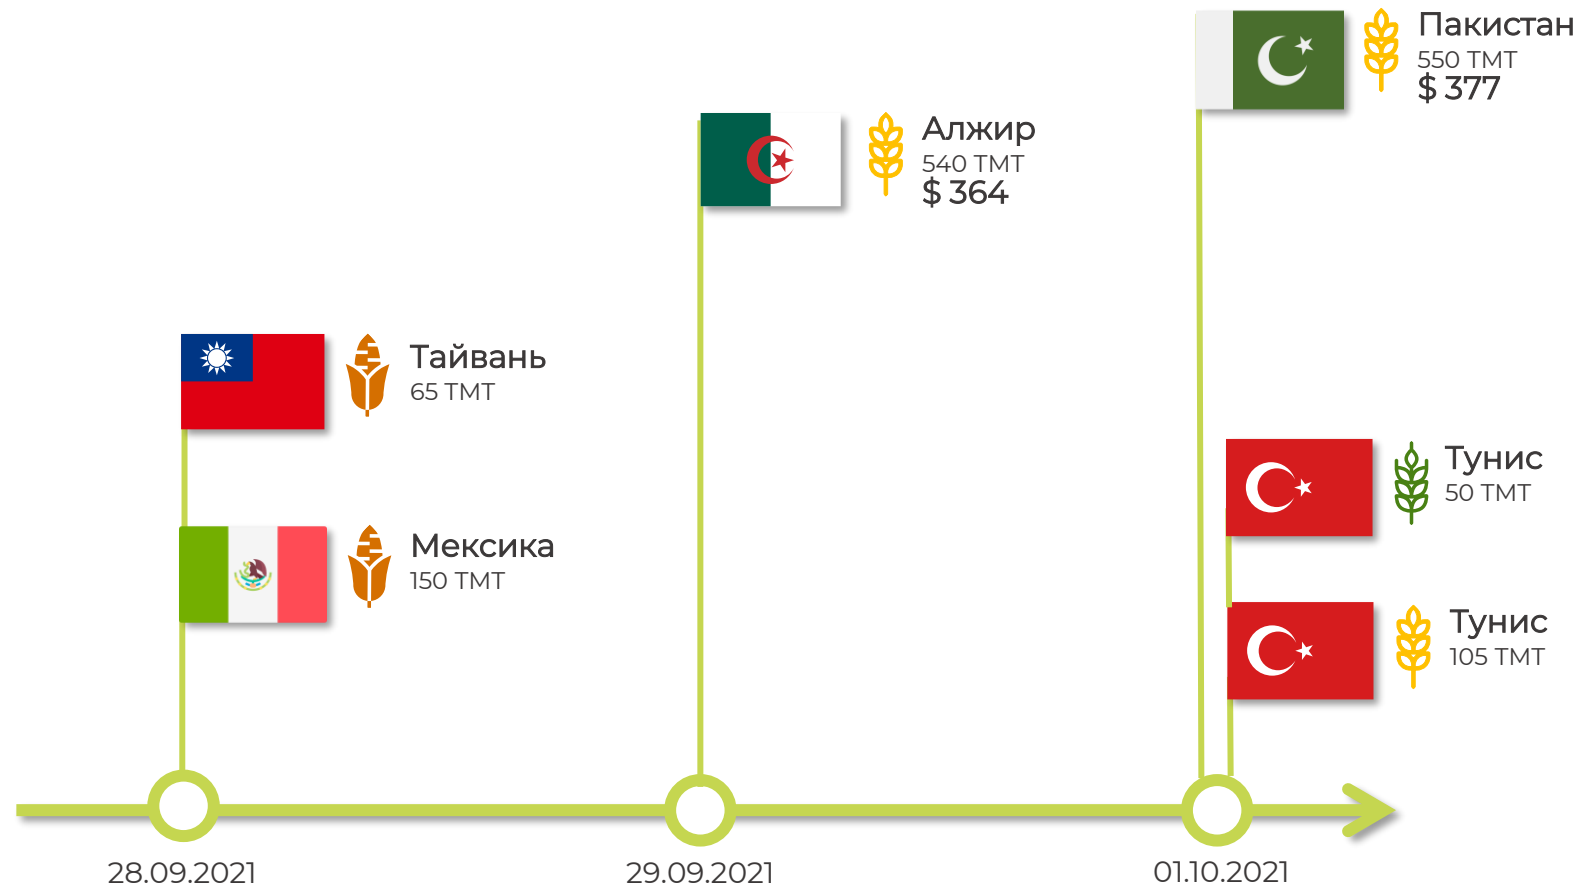 Пакистан
550 ТМТ
$ 377
Алжир
540 ТМТ
$ 364
Тайвань
65 ТМТ
Мексика
150 ТМТ
Тунис
50 ТМТ
Тунис
105 ТМТ
28.09.2021
29.09.2021
01.10.2021